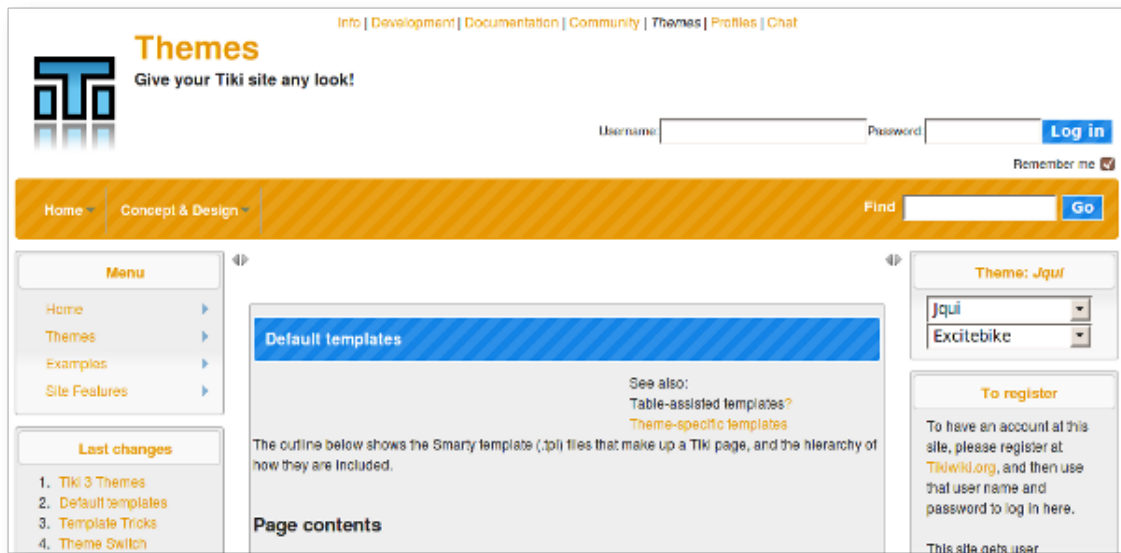 Info | Development | Documentation | Community | Themes | Profiles | Chat
Themes
Give your Tiki site any look!
Username: Password: Log in
Remember me
Home Concept & Design Find Go
Menu
Home
Themes
Examples
Site Features
Last changes
1. Tiki 3 Themes
2. Default templates
3. Template Tricks
4. Theme Switch
Default templates
See also:
Table-assisted templates?
Theme-specific templates
The outline below shows the Smarty template (.tpl) files that make up a Tiki page, and the hierarchy of
how they are included.
Page contents
Theme: Jqui
Jqui
Excitebike
To register
To have an account at this
site, please register at
Tikiwiki.org, and then use
that user name and
password to log in here.
This site gets user